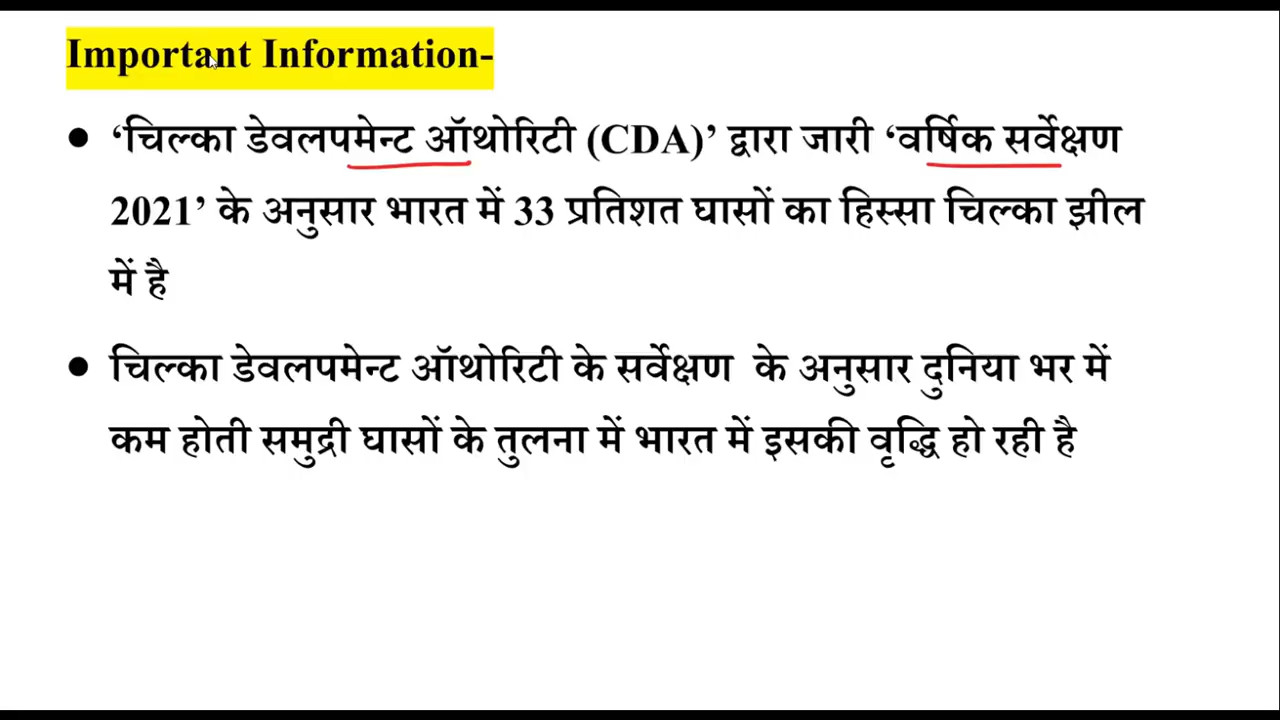 Important Information-
● ‘चिल्का डेवलपमेन्ट ऑथोरिटी (CDA)’ द्वारा जारी ‘वर्षिक सर्वेक्षण
2021’ के अनुसार भारत में 33 प्रतिशत घासों का हिस्सा चिल्का झील
में है
● चिल्का डेवलपमेन्ट ऑथोरिटी के सर्वेक्षण के अनुसार दुनिया भर में
कम होती समुद्री घासों के तुलना में भारत में इसकी वृद्धि हो रही है